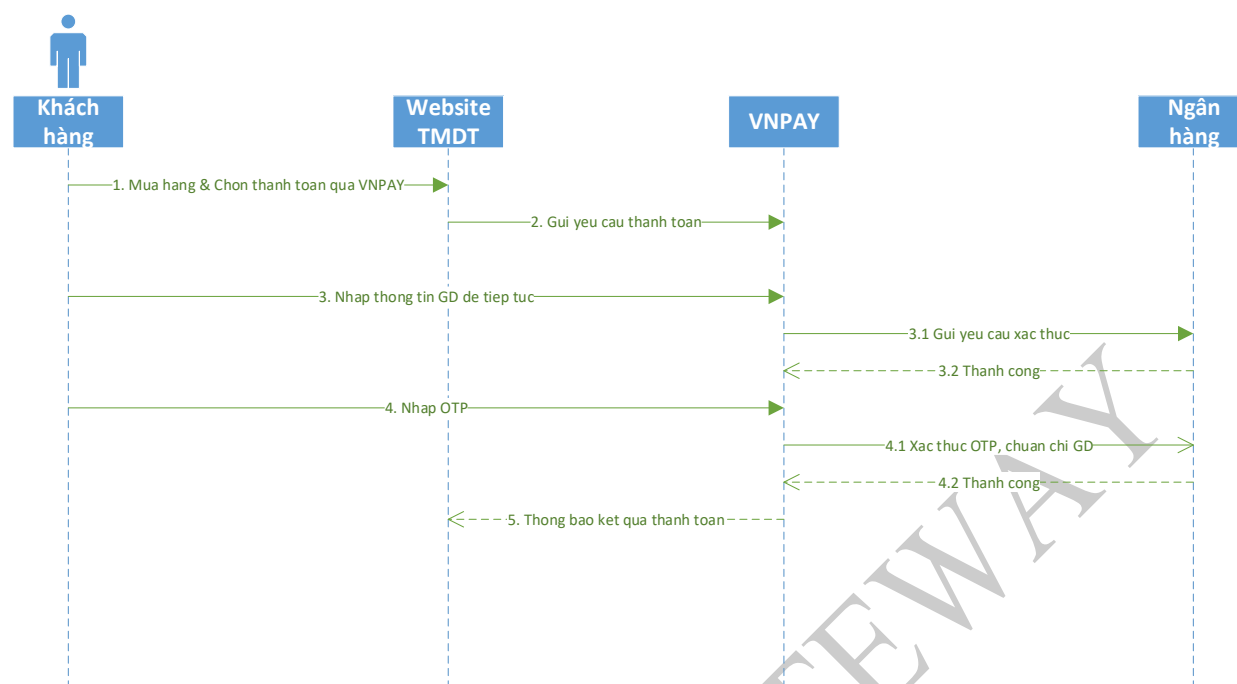 Khách
hàng
Website
TMDT
VNPAY
Ngân
hàng
1. Mua hang & Chon thanh toan qua VNPAY
2. Gui yeu cau thanh toan
3. Nhap thong tin GD de tiep tuc
3.1 Gui yeu cau xac thuc
3.2 Thanh cong
4. Nhap OTP
4.1 Xac thuc OTP, chuan chi GD
4.2 Thanh cong
5. Thong bao ket qua thanh toan
TEWAY